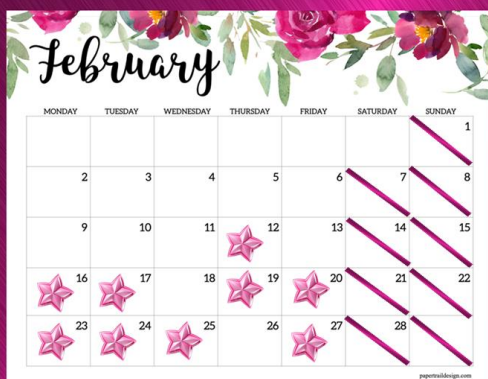 February
MONDAY TUESDAY WEDNESDAY THURSDAY FRIDAY SATURDAY SUNDAY
1
2 3 4 5 6 7 8
9 10 11 12 13 14 15
16 17 18 19 20 21 22
23 24 25 26 27 28
papertraildesign.com